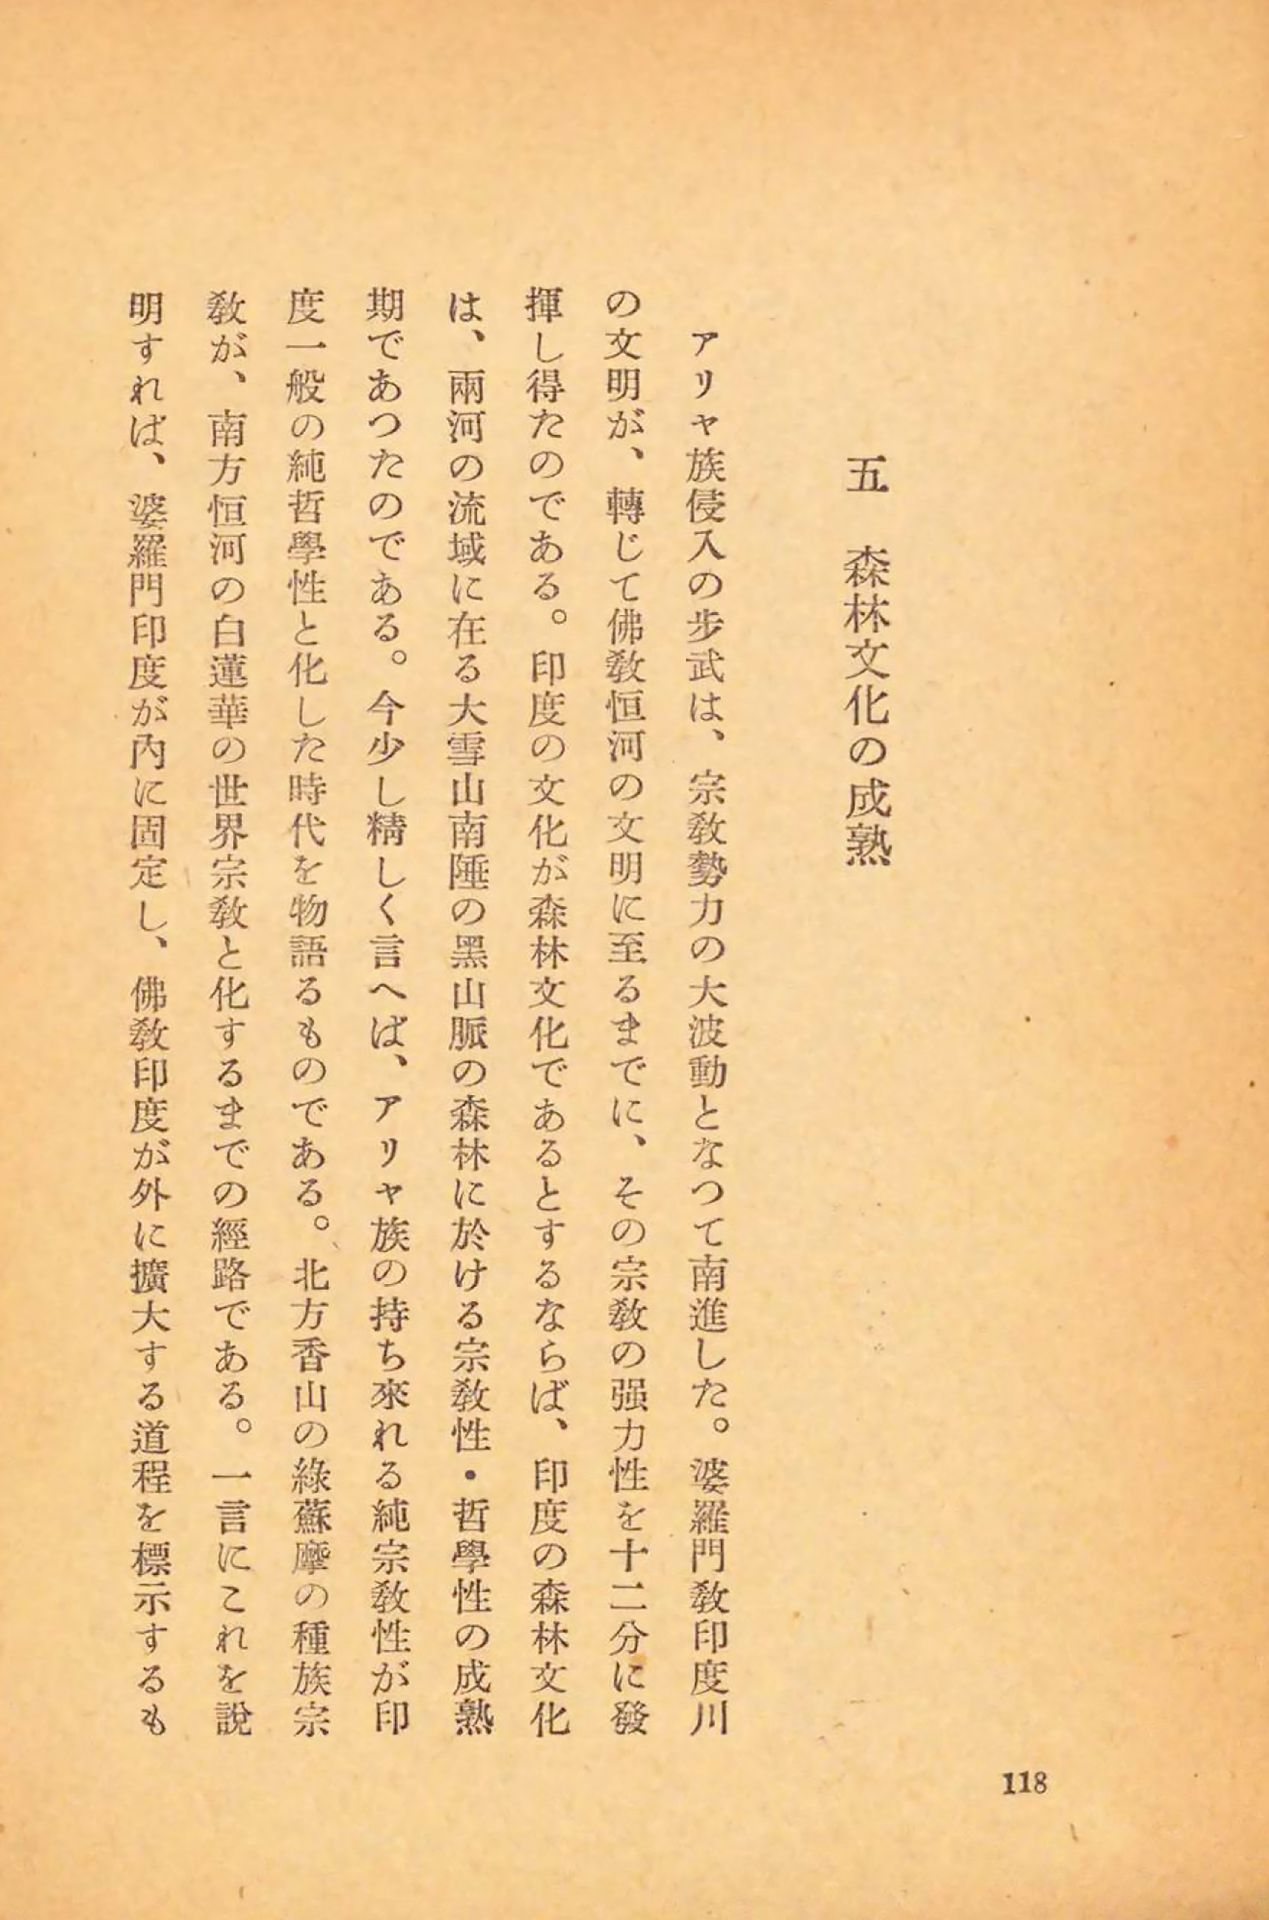 五　森林文化の成熟
アリヤ族侵入の步武は、宗敎勢力の大波動となつて南進した。婆羅門敎印度川
の文明が、轉じて佛敎恒河の文明に至るまでに、その宗敎の强力性を十二分に發
揮し得たのである。印度の文化が森林文化であるとするならば、印度の森林文化
は、兩河の流域に在る大雪山南陲の黑山脈の森林に於ける宗敎性・哲學性の成熟
期であつたのである。今少し精しく言へば、アリヤ族の持ち來れる純宗敎性が印
度一般の純哲學性と化した時代を物語るものである。北方香山の綠蘇摩の種族宗
敎が、南方恒河の白蓮華の世界宗敎と化するまでの經路である。一言にこれを說
明すれば、婆羅門印度が內に固定し、佛敎印度が外に擴大する道程を標示するも
118